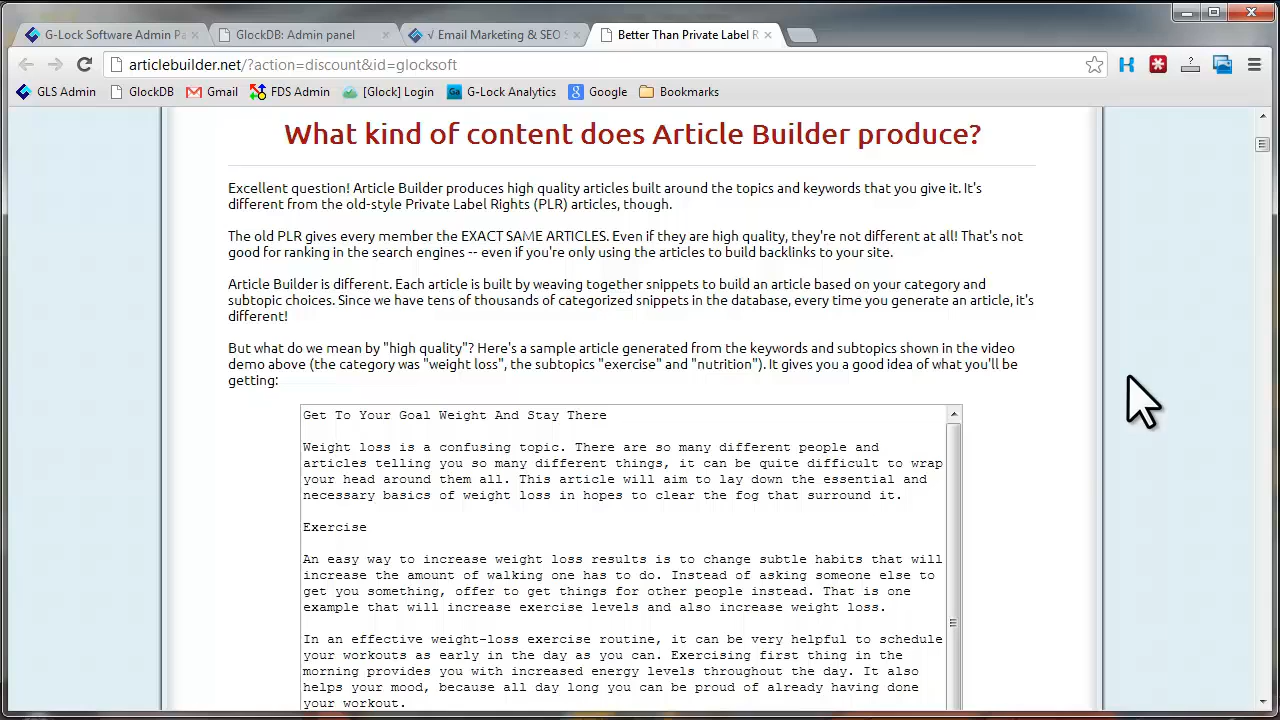 G-Lock Software Admin Pa
GlockDB: Admin panel
√ Email Marketing & SEO S
Better Than Private Label R
articlebuilder.net/?action=discount&id=glocksoft
GLS Admin
GlockDB
Gmail
FDS Admin
[Glock] Login
G-Lock Analytics
Google
Bookmarks
What kind of content does Article Builder produce?
Excellent question! Article Builder produces high quality articles built around the topics and keywords that you give it. It's
different from the old-style Private Label Rights (PLR) articles, though.
The old PLR gives every member the EXACT SAME ARTICLES. Even if they are high quality, they're not different at all! That's not
good for ranking in the search engines -- even if you're only using the articles to build backlinks to your site.
Article Builder is different. Each article is built by weaving together snippets to build an article based on your category and
subtopic choices. Since we have tens of thousands of categorized snippets in the database, every time you generate an article, it's
different!
But what do we mean by "high quality"? Here's a sample article generated from the keywords and subtopics shown in the video
demo above (the category was "weight loss", the subtopics "exercise" and "nutrition"). It gives you a good idea of what you'll be
getting:
Get To Your Goal Weight And Stay There
Weight loss is a confusing topic. There are so many different people and
articles telling you so many different things, it can be quite difficult to wrap
your head around them all. This article will aim to lay down the essential and
necessary basics of weight loss in hopes to clear the fog that surround it.
Exercise
An easy way to increase weight loss results is to change subtle habits that will
increase the amount of walking one has to do. Instead of asking someone else to
get you something, offer to get things for other people instead. That is one
example that will increase exercise levels and also increase weight loss.
In an effective weight-loss exercise routine, it can be very helpful to schedule
your workouts as early in the day as you can. Exercising first thing in the
morning provides you with increased energy levels throughout the day. It also
helps your mood, because all day long you can be proud of already having done
your workout.